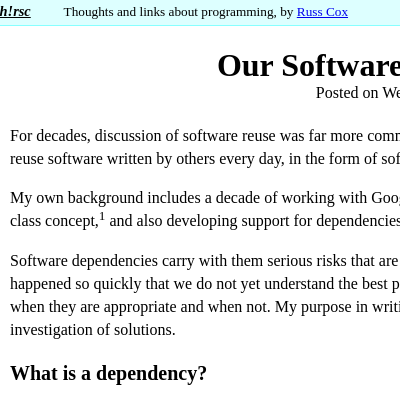 h!rsc Thoughts and links about programming, by Russ Cox
Our Software
Posted on We
For decades, discussion of software reuse was far more com
reuse software written by others every day, in the form of sof
My own background includes a decade of working with Goo
class concept,1 and also developing support for dependencies
Software dependencies carry with them serious risks that are
happened so quickly that we do not yet understand the best p
when they are appropriate and when not. My purpose in writi
investigation of solutions.
What is a dependency?